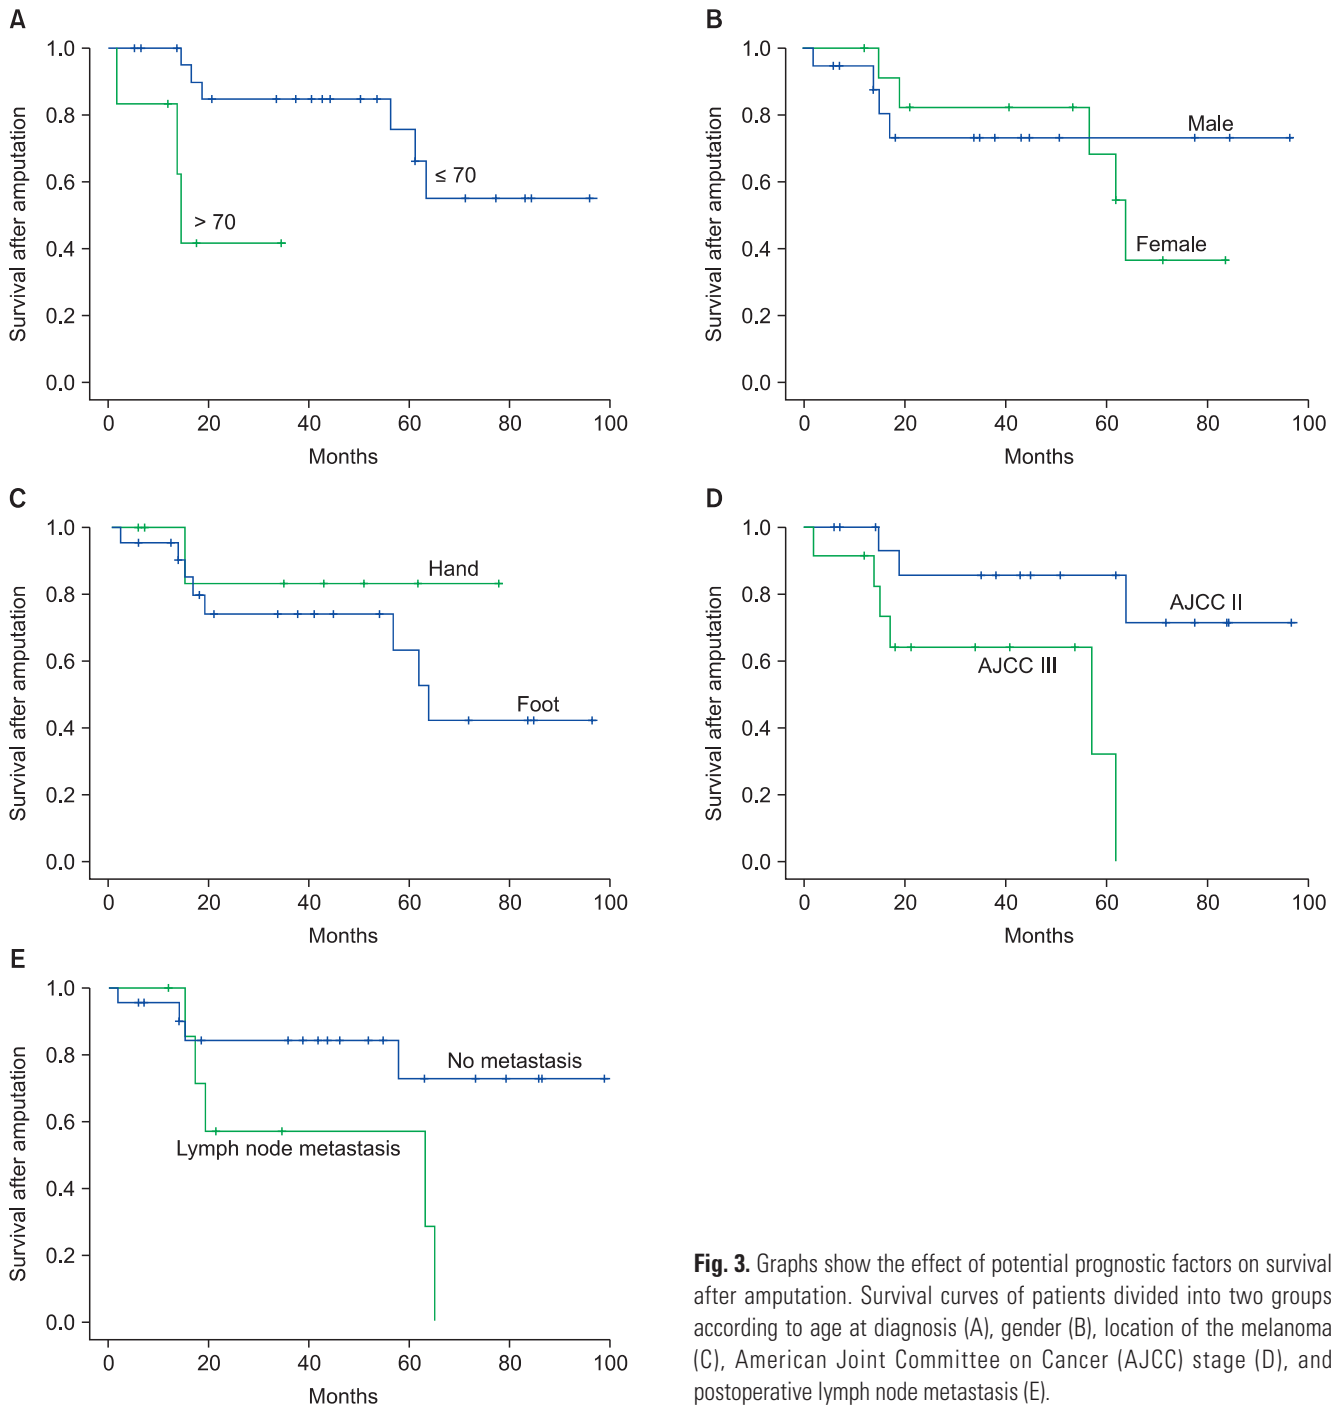 A
Survival after amputation
1.0
0.8
0.6
0.4
0.2
0.0
≤ 70
> 70
0 20 40 60 80 100
Months
B
Survival after amputation
1.0
0.8
0.6
0.4
0.2
0.0
Male
Female
0 20 40 60 80 100
Months
C
Survival after amputation
1.0
0.8
0.6
0.4
0.2
0.0
Hand
Foot
0 20 40 60 80 100
Months
D
Survival after amputation
1.0
0.8
0.6
0.4
0.2
0.0
AJCC II
AJCC III
0 20 40 60 80 100
Months
E
Survival after amputation
1.0
0.8
0.6
0.4
0.2
0.0
No metastasis
Lymph node metastasis
0 20 40 60 80 100
Months
Fig. 3. Graphs show the effect of potential prognostic factors on survival
after amputation. Survival curves of patients divided into two groups
according to age at diagnosis (A), gender (B), location of the melanoma
(C), American Joint Committee on Cancer (AJCC) stage (D), and
postoperative lymph node metastasis (E).